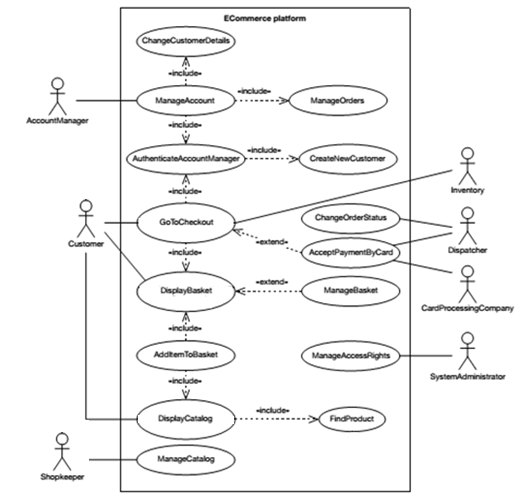 ECommerce platform
ChangeCustomerDetails
«include»
AccountManager
ManageAccount
«include»
ManageOrders
«include»
AuthenticateAccountManager
«include»
CreateNewCustomer
«include»
Inventory
Customer
GoToCheckout
ChangeOrderStatus
«extend»
AcceptPaymentByCard
Dispatcher
«include»
DisplayBasket
«extend»
ManageBasket
CardProcessingCompany
«include»
AddItemToBasket
ManageAccessRights
SystemAdministrator
«include»
DisplayCatalog
«include»
FindProduct
Shopkeeper
ManageCatalog